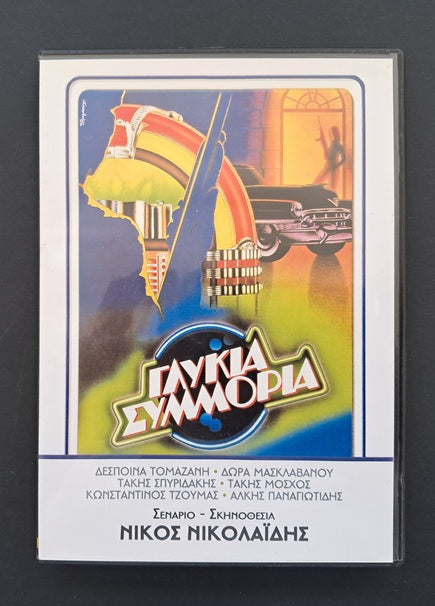 ΓΛΥΚΙΑ
ΣΥΜΜΟΡΙΑ
ΔΕΣΠΟΙΝΑ ΤΟΜΑΖΑΝΗ • ΔΩΡΑ ΜΑΣΚΛΑΒΑΝΟΥ
ΤΑΚΗΣ ΣΠΥΡΙΔΑΚΗΣ • ΤΑΚΗΣ ΜΟΣΧΟΣ
ΚΩΝΣΤΑΝΤΙΝΟΣ ΤΖΟΥΜΑΣ • ΑΛΚΗΣ ΠΑΝΑΓΙΩΤΙΔΗΣ
ΣΕΝΑΡΙΟ - ΣΚΗΝΟΘΕΣΙΑ
ΝΙΚΟΣ ΝΙΚΟΛΑΪΔΗΣ